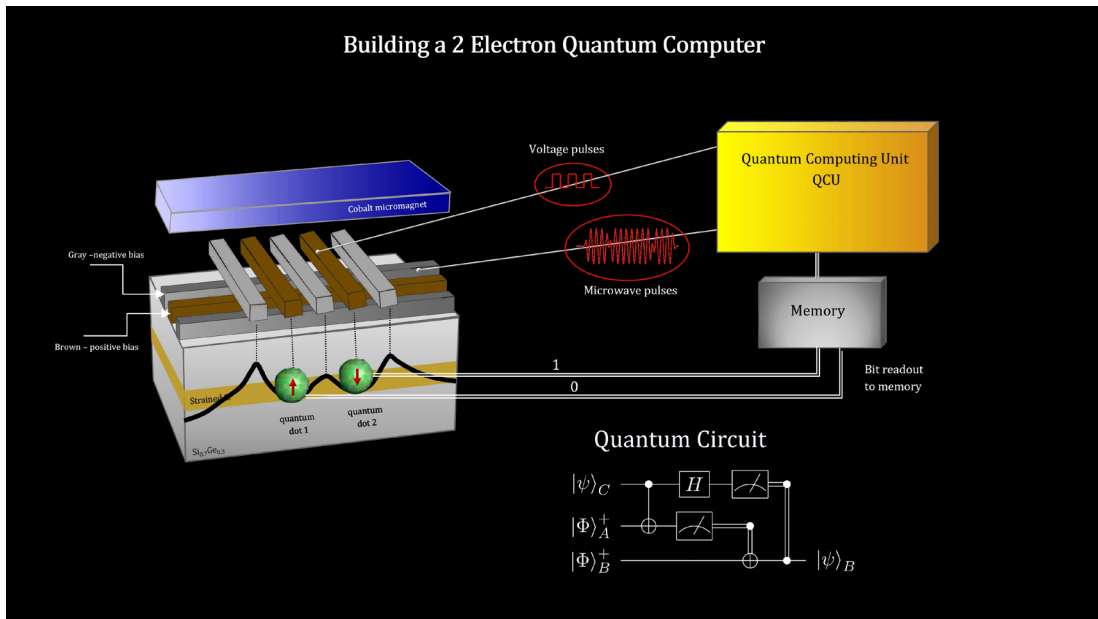 Building a 2 Electron Quantum Computer
Voltage pulses
Quantum Computing Unit
QCU
Cobalt micromagnet
Gray –negative bias
Microwave pulses
Memory
Brown – positive bias
1
0
Bit readout
to memory
Strained
quantum
dot 1
quantum
dot 2
Si0.7Ge0.3
Quantum Circuit
|ψ⟩C
H
|Φ⟩A+
|Φ⟩B+
|ψ⟩B